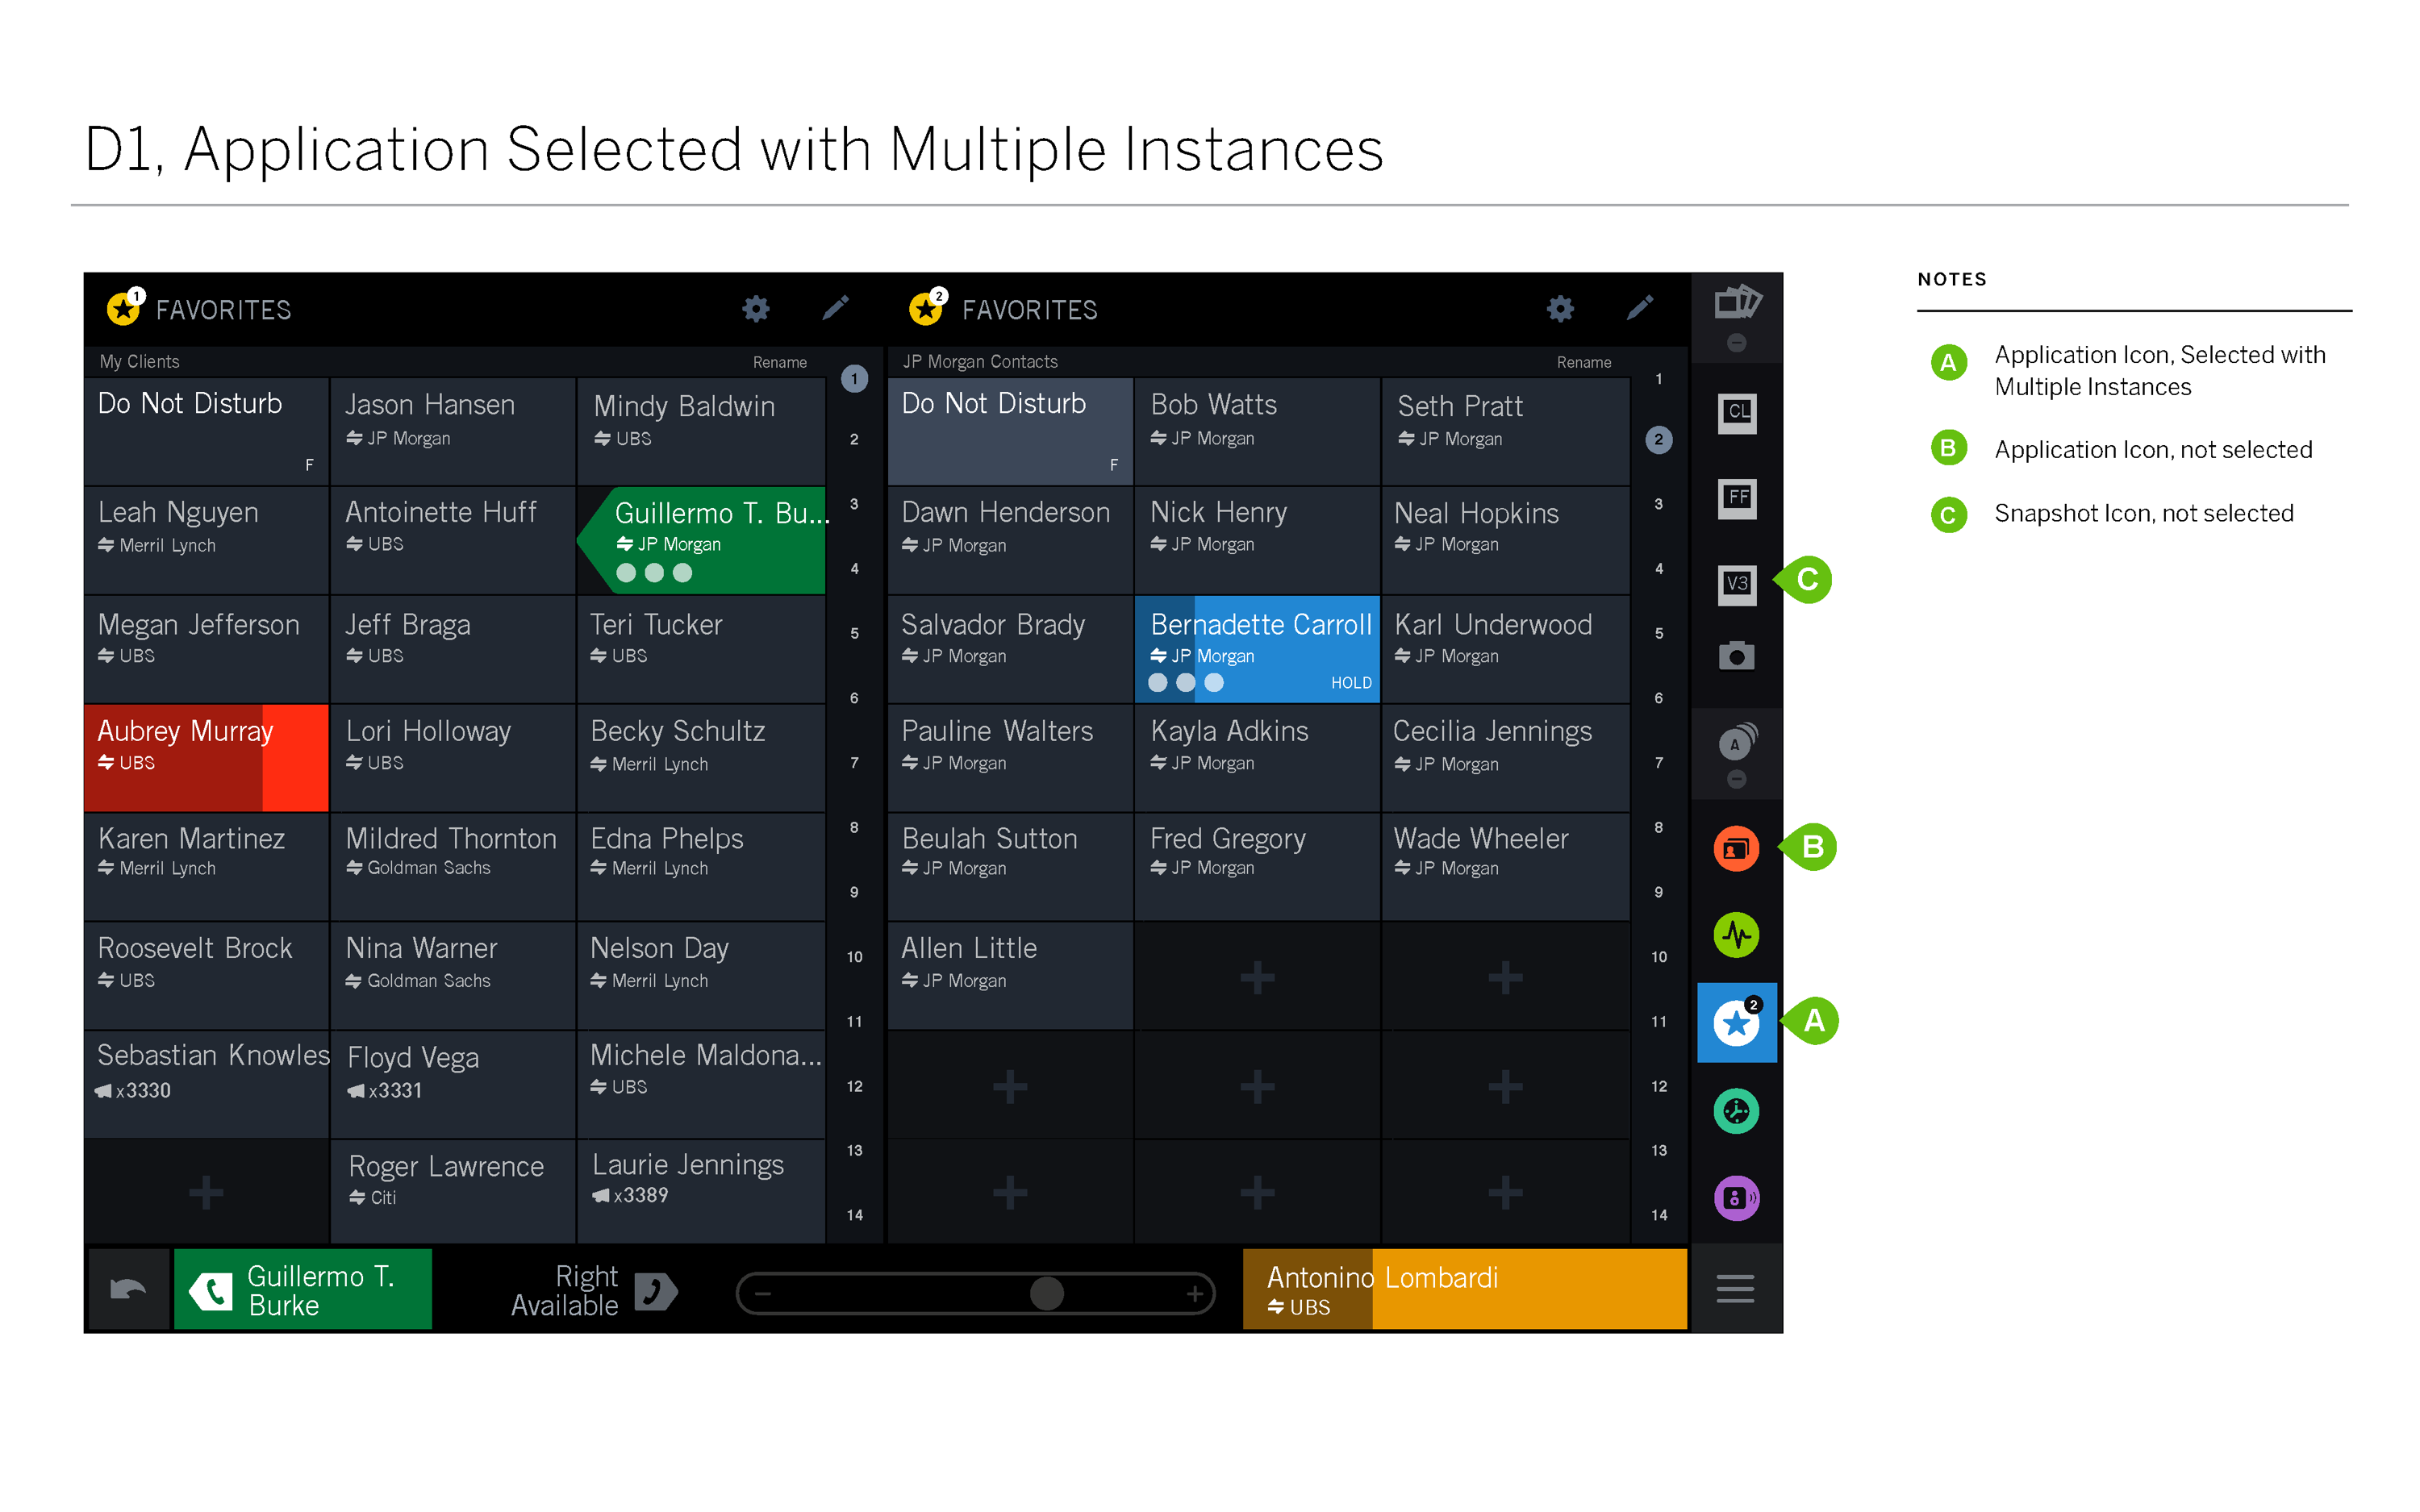 D1, Application Selected with Multiple Instances
1
FAVORITES
My Clients
Rename
Do Not Disturb
F
Jason Hansen
JP Morgan
Mindy Baldwin
UBS
Leah Nguyen
Merril Lynch
Antoinette Huff
UBS
Guillermo T. Bu...
JP Morgan
Megan Jefferson
UBS
Jeff Braga
UBS
Teri Tucker
UBS
Aubrey Murray
UBS
Lori Holloway
UBS
Becky Schultz
Merril Lynch
Karen Martinez
Merril Lynch
Mildred Thornton
Goldman Sachs
Edna Phelps
Merril Lynch
Roosevelt Brock
UBS
Nina Warner
Goldman Sachs
Nelson Day
Merril Lynch
Sebastian Knowles
x3330
Floyd Vega
x3331
Michele Maldona...
UBS
Roger Lawrence
Citi
Laurie Jennings
x3389
1
2
3
4
5
6
7
8
9
10
11
12
13
14
2
FAVORITES
JP Morgan Contacts
Rename
Do Not Disturb
F
Bob Watts
JP Morgan
Seth Pratt
JP Morgan
Dawn Henderson
JP Morgan
Nick Henry
JP Morgan
Neal Hopkins
JP Morgan
Salvador Brady
JP Morgan
Bernadette Carroll
JP Morgan
HOLD
Karl Underwood
JP Morgan
Pauline Walters
JP Morgan
Kayla Adkins
JP Morgan
Cecilia Jennings
JP Morgan
Beulah Sutton
JP Morgan
Fred Gregory
JP Morgan
Wade Wheeler
JP Morgan
Allen Little
JP Morgan
1
2
3
4
5
6
7
8
9
10
11
12
13
14
CL
FF
V3
C
A
B
2
A
Guillermo T.
Burke
Right
Available
Antonino Lombardi
UBS
NOTES
A
Application Icon, Selected with
Multiple Instances
B
Application Icon, not selected
C
Snapshot Icon, not selected